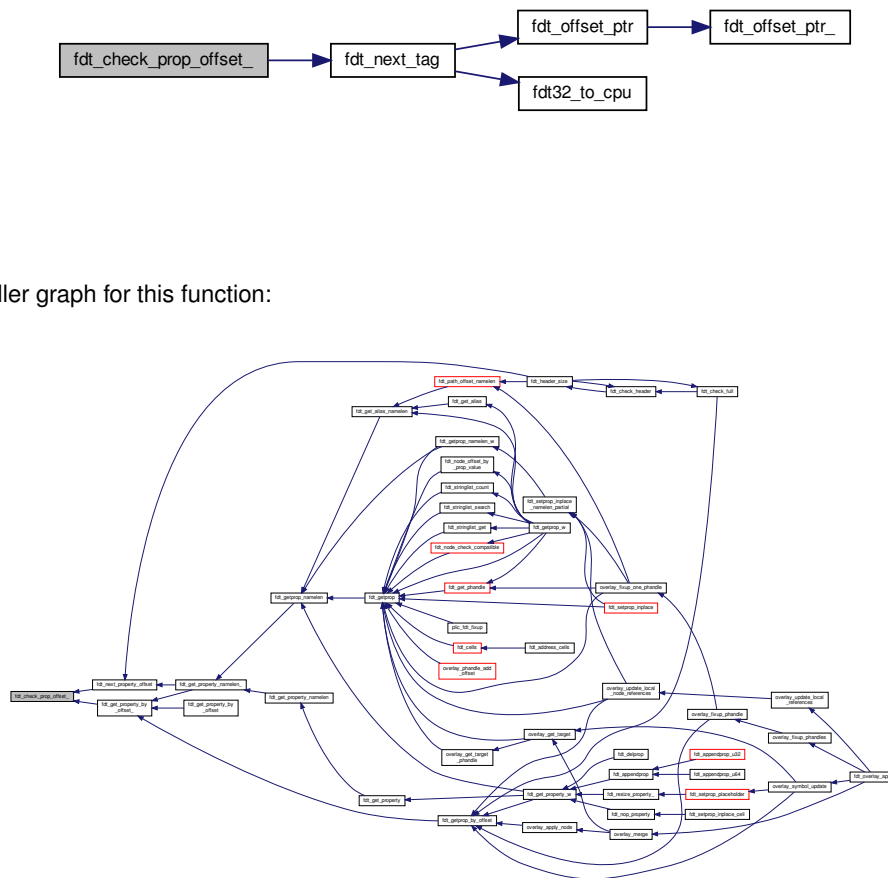 fdt_offset_ptr
fdt_offset_ptr_
fdt_check_prop_offset_
fdt_next_tag
fdt32_to_cpu
ller graph for this function:
fdt_path_offset_namelen
fdt_header_size
fdt_check_header
fdt_check_full
fdt_get_alias
fdt_get_alias_namelen
fdt_getprop_namelen_w
fdt_node_offset_by
_prop_value
fdt_stringlist_count
fdt_stringlist_search
fdt_setprop_inplace
_namelen_partial
fdt_stringlist_get
fdt_getprop_w
fdt_node_check_compatible
fdt_get_phandle
overlay_fixup_one_phandle
fdt_getprop_namelen
fdt_getprop
fdt_setprop_inplace
plic_fdt_fixup
fdt_cells
fdt_address_cells
overlay_phandle_add
_offset
fdt_next_property_offset
fdt_get_property_namelen_
fdt_check_prop_offset_
fdt_get_property_namelen
fdt_get_property_by
_offset_
fdt_get_property_by
_offset
overlay_update_local
_node_references
overlay_update_local
_references
overlay_fixup_phandle
overlay_get_target
overlay_fixup_phandles
overlay_get_target
_phandle
fdt_delprop
fdt_appendprop_u32
fdt_appendprop
fdt_appendprop_u64
fdt_overlay_ap
overlay_symbol_update
fdt_get_property_w
fdt_resize_property_
fdt_setprop_placeholder
fdt_get_property
fdt_nop_property
fdt_setprop_inplace_cell
fdt_getprop_by_offset
overlay_apply_node
overlay_merge